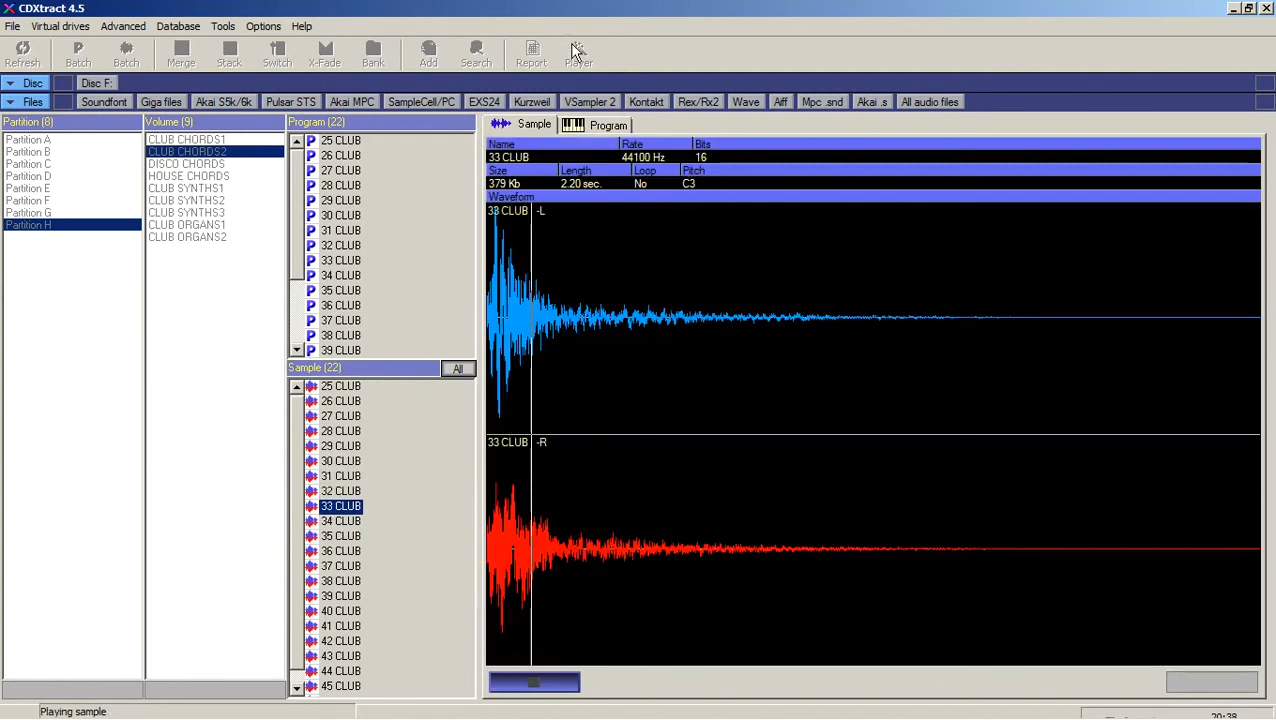 CDXtract 4.5
File Virtual drives Advanced Database Tools Options Help
Refresh Batch Batch Merge Stack Switch X-Fade Bank Add Search Report Player
Disc Disc F:
Files Soundfont Giga files Akai S5k/6k Pulsar STS Akai MPC SampleCell/PC EXS24 Kurzweil VSampler 2 Kontakt Rex/Rx2 Wave Aiff Mpc .snd Akai .s All audio files
Partition (8)
Partition A
Partition B
Partition C
Partition D
Partition E
Partition F
Partition G
Partition H
Volume (9)
CLUB CHORDS1
CLUB CHORDS2
DISCO CHORDS
HOUSE CHORDS
CLUB SYNTHS1
CLUB SYNTHS2
CLUB SYNTHS3
CLUB ORGANS1
CLUB ORGANS2
Program (22)
P 25 CLUB
P 26 CLUB
P 27 CLUB
P 28 CLUB
P 29 CLUB
P 30 CLUB
P 31 CLUB
P 32 CLUB
P 33 CLUB
P 34 CLUB
P 35 CLUB
P 36 CLUB
P 37 CLUB
P 38 CLUB
P 39 CLUB
Sample (22) All
25 CLUB
26 CLUB
27 CLUB
28 CLUB
29 CLUB
30 CLUB
31 CLUB
32 CLUB
33 CLUB
34 CLUB
35 CLUB
36 CLUB
37 CLUB
38 CLUB
39 CLUB
40 CLUB
41 CLUB
42 CLUB
43 CLUB
44 CLUB
45 CLUB
Sample Program
Name Rate Bits
33 CLUB 44100 Hz 16
Size Length Loop Pitch
379 Kb 2.20 sec. No C3
Waveform
33 CLUB -L
33 CLUB -R
Playing sample
20:38